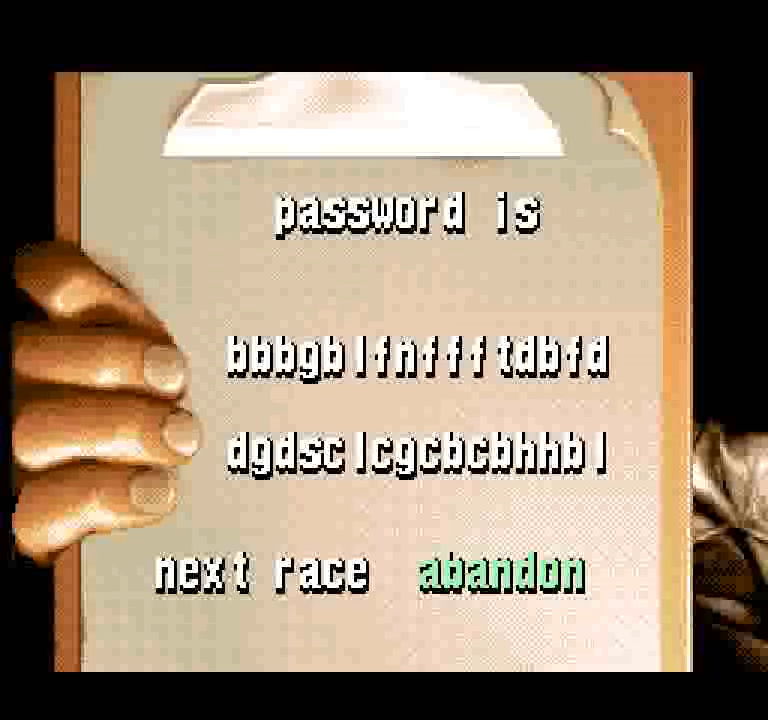 password is
bbbgblfnffftdbfd
dgdsclcgcbcbhhbl
next race abandon